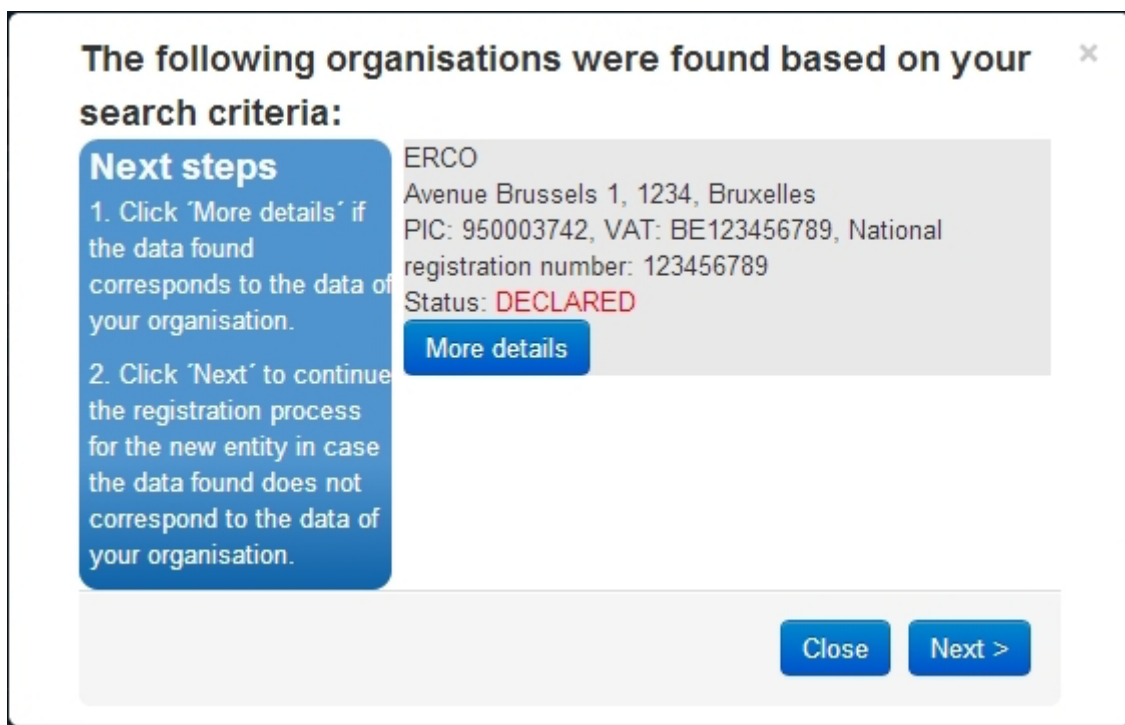 The following organisations were found based on your
search criteria:
×
Next steps
1. Click ´More details´ if
the data found
corresponds to the data of
your organisation.
2. Click ´Next´ to continue
the registration process
for the new entity in case
the data found does not
correspond to the data of
your organisation.
ERCO
Avenue Brussels 1, 1234, Bruxelles
PIC: 950003742, VAT: BE123456789, National
registration number: 123456789
Status: DECLARED
More details
Close
Next >